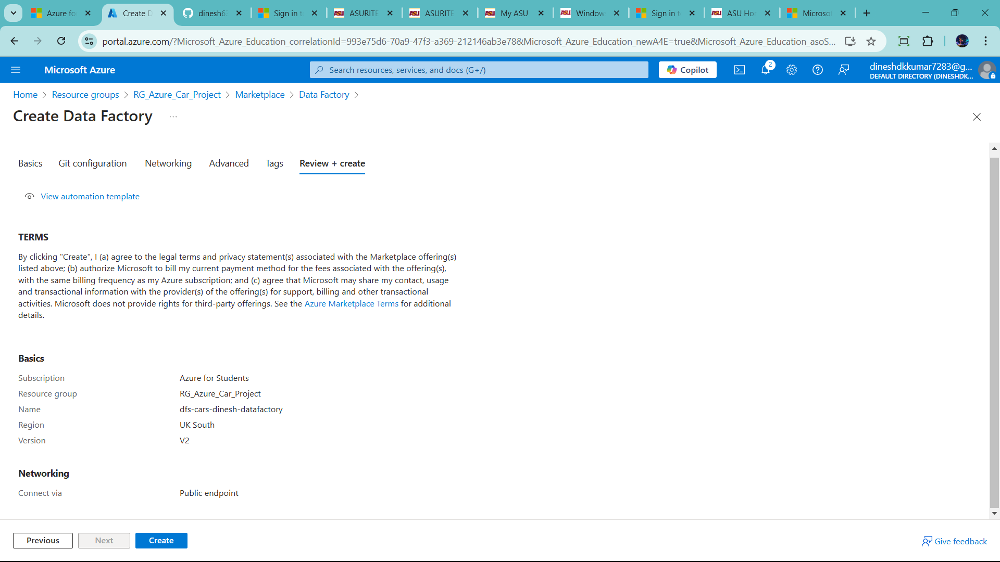 Azure fo
Create D
dinesh63
Sign in t
ASURITE
ASURITE
My ASU
Window
Sign in t
ASU Hor
Microsof
portal.azure.com/?Microsoft_Azure_Education_correlationId=993e75d6-70a9-47f3-a369-212146ab3e78&Microsoft_Azure_Education_newA4E=true&Microsoft_Azure_Education_asoS...
Microsoft Azure
Search resources, services, and docs (G+/)
Copilot
2
dineshdkkumar7283@g...
DEFAULT DIRECTORY (DINESHDK...
Home > Resource groups > RG_Azure_Car_Project > Marketplace > Data Factory >
Create Data Factory ...
Basics Git configuration Networking Advanced Tags Review + create
View automation template
TERMS
By clicking "Create", I (a) agree to the legal terms and privacy statement(s) associated with the Marketplace offering(s)
listed above; (b) authorize Microsoft to bill my current payment method for the fees associated with the offering(s),
with the same billing frequency as my Azure subscription; and (c) agree that Microsoft may share my contact, usage
and transactional information with the provider(s) of the offering(s) for support, billing and other transactional
activities. Microsoft does not provide rights for third-party offerings. See the Azure Marketplace Terms for additional
details.
Basics
Subscription Azure for Students
Resource group RG_Azure_Car_Project
Name dfs-cars-dinesh-datafactory
Region UK South
Version V2
Networking
Connect via Public endpoint
Previous Next Create
Give feedback